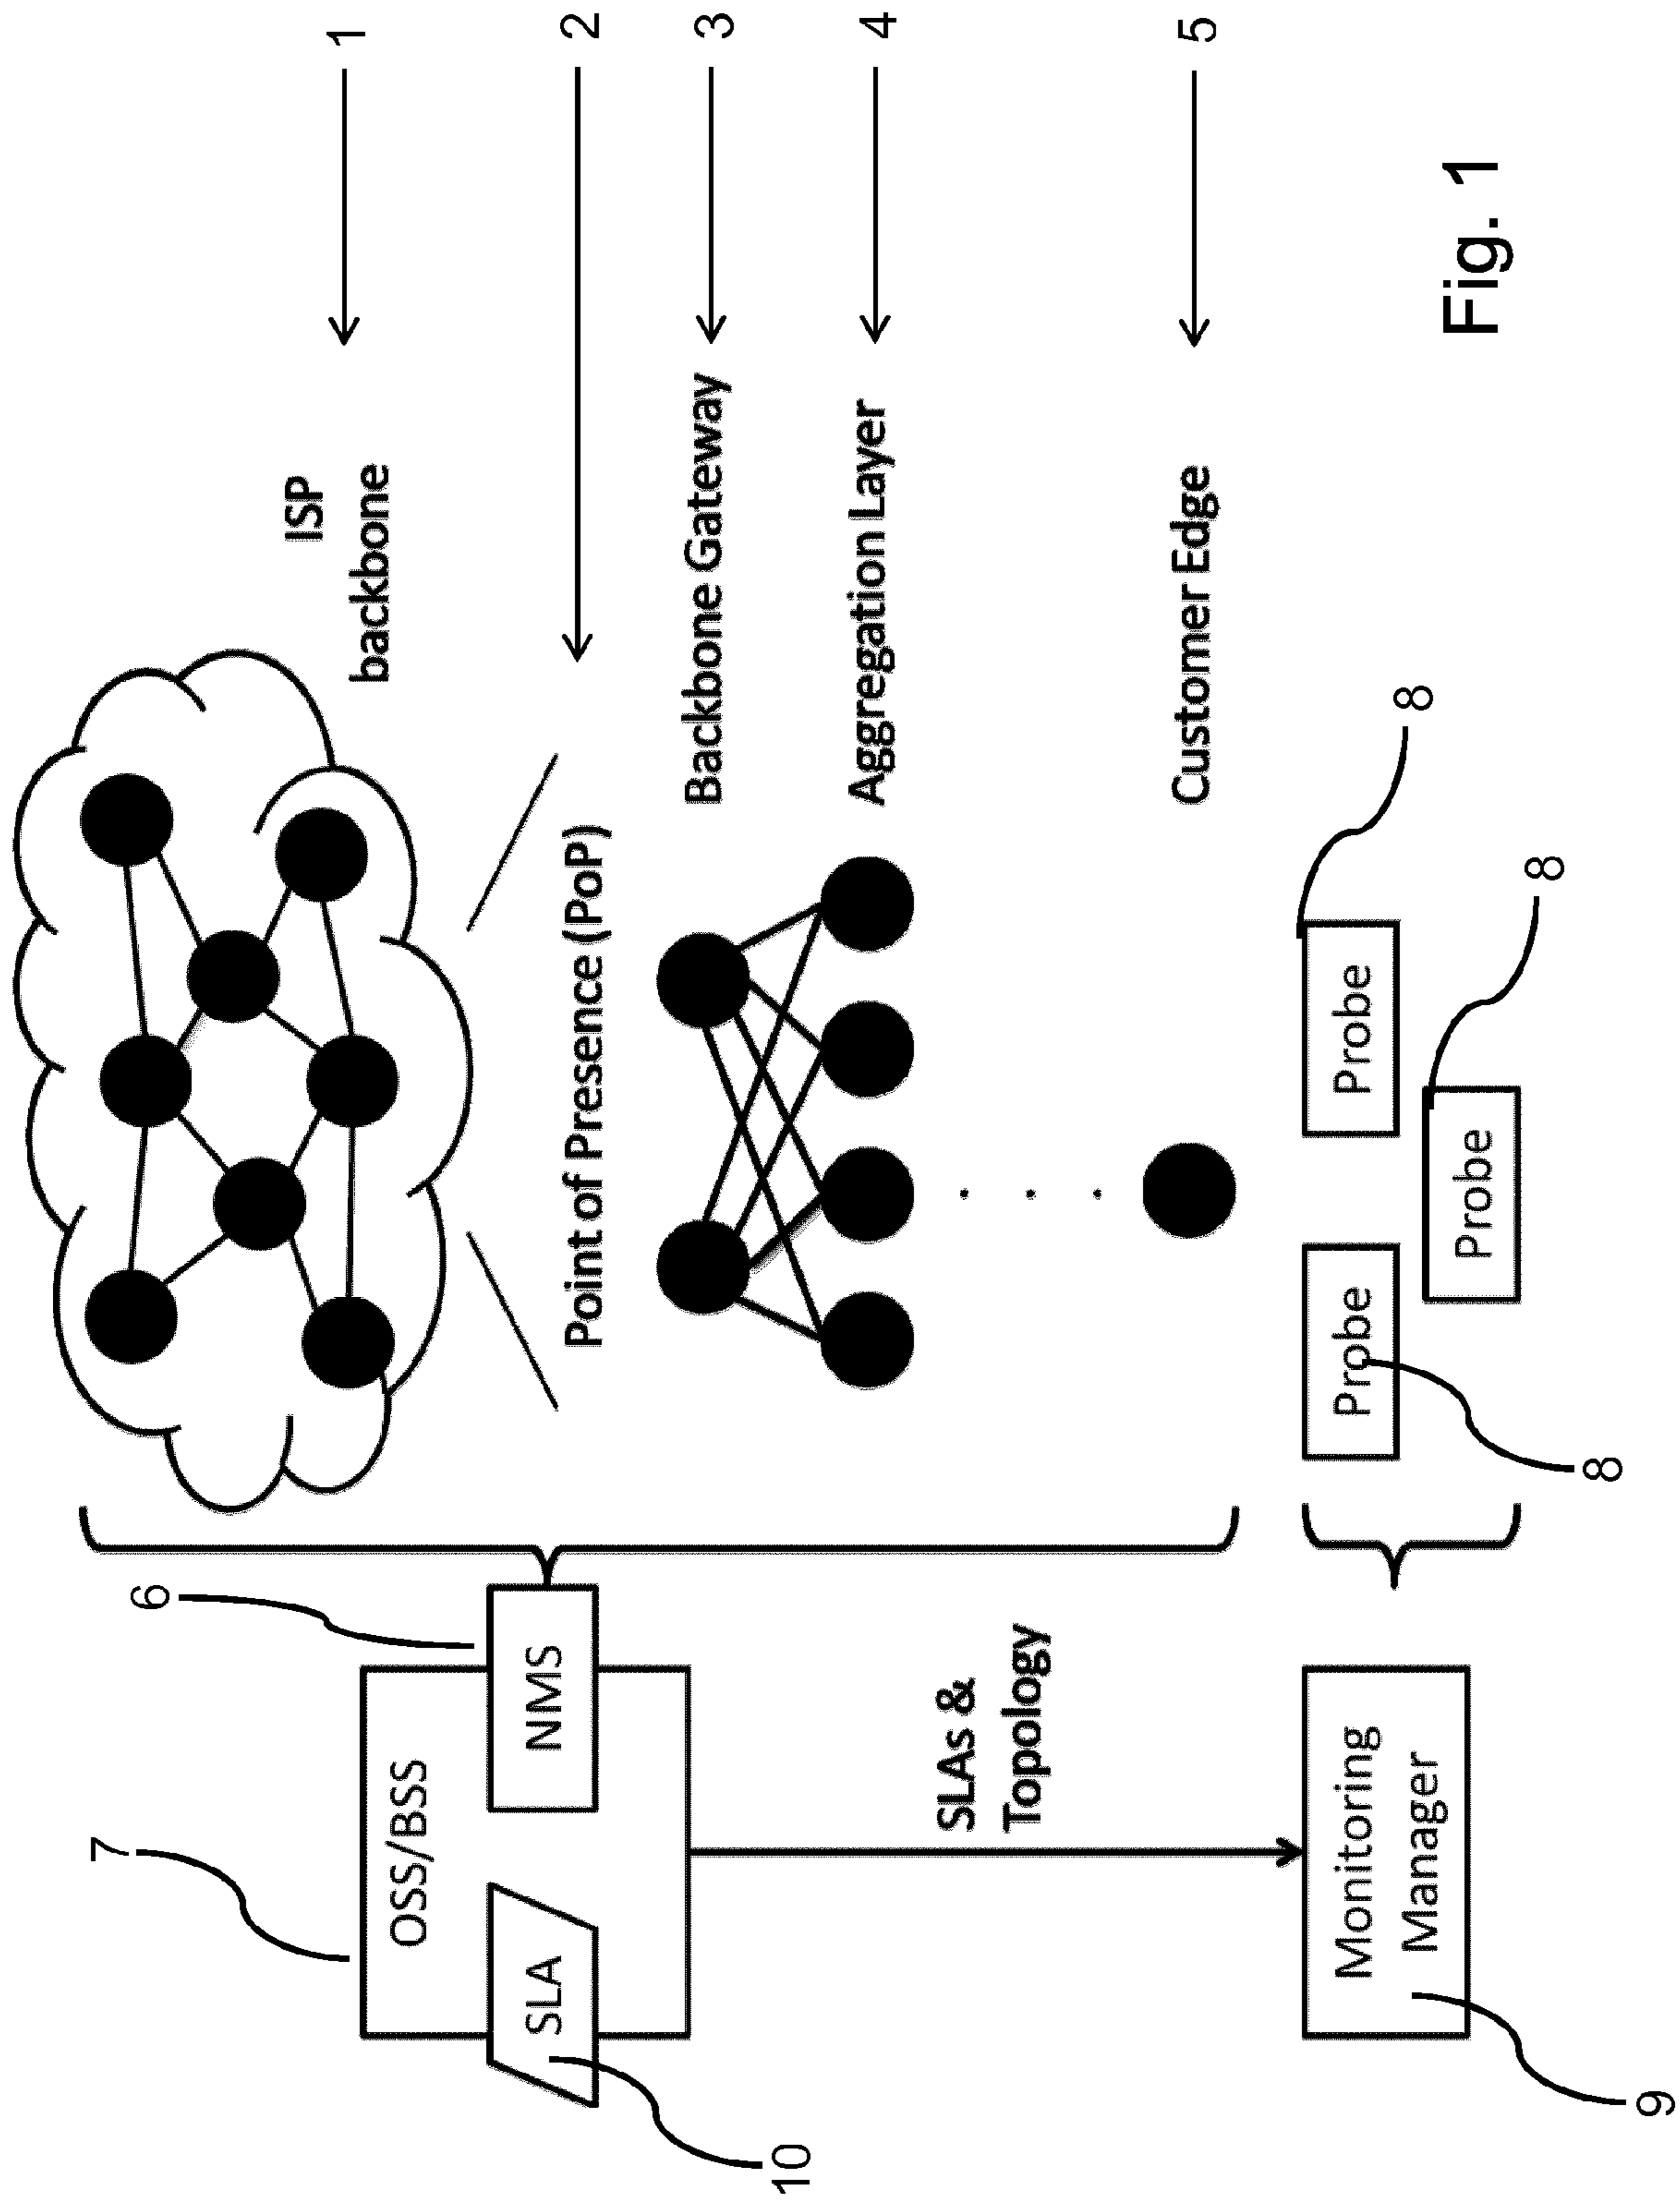 7
OSS/BSS
6
SLA
NMS
10
SLAs &
Topology
Monitoring
Manager
9
ISP
backbone
1
Point of Presence (PoP)
2
Backbone Gateway
3
Aggregation Layer
4
Customer Edge
5
Probe
8
Probe
8
Probe
8
Fig. 1